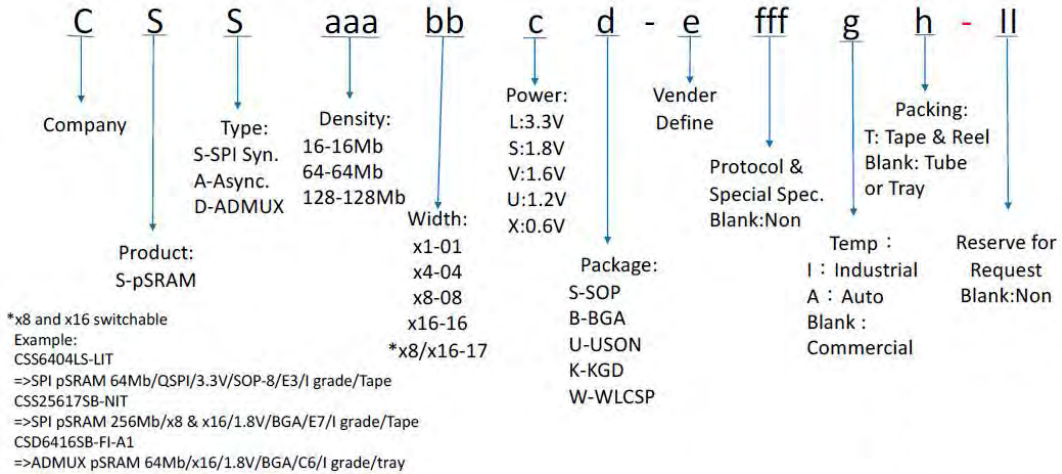 C S S aaa bb c d - e fff g h - II
Company
Product:
S-pSRAM
Type:
S-SPI Syn.
A-Async.
D-ADMUX
Density:
16-16Mb
64-64Mb
128-128Mb
Width:
x1-01
x4-04
x8-08
x16-16
*x8/x16-17
Power:
L:3.3V
S:1.8V
V:1.6V
U:1.2V
X:0.6V
Package:
S-SOP
B-BGA
U-USON
K-KGD
W-WLCSP
Vender
Define
Protocol &
Special Spec.
Blank:Non
Temp：
I：Industrial
A：Auto
Blank :
Commercial
Packing:
T: Tape & Reel
Blank: Tube
or Tray
Reserve for
Request
Blank:Non
*x8 and x16 switchable
Example:
CSS6404LS-LIT
=>SPI pSRAM 64Mb/QSPI/3.3V/SOP-8/E3/I grade/Tape
CSS25617SB-NIT
=>SPI pSRAM 256Mb/x8 & x16/1.8V/BGA/E7/I grade/Tape
CSD6416SB-FI-A1
=>ADMUX pSRAM 64Mb/x16/1.8V/BGA/C6/I grade/tray